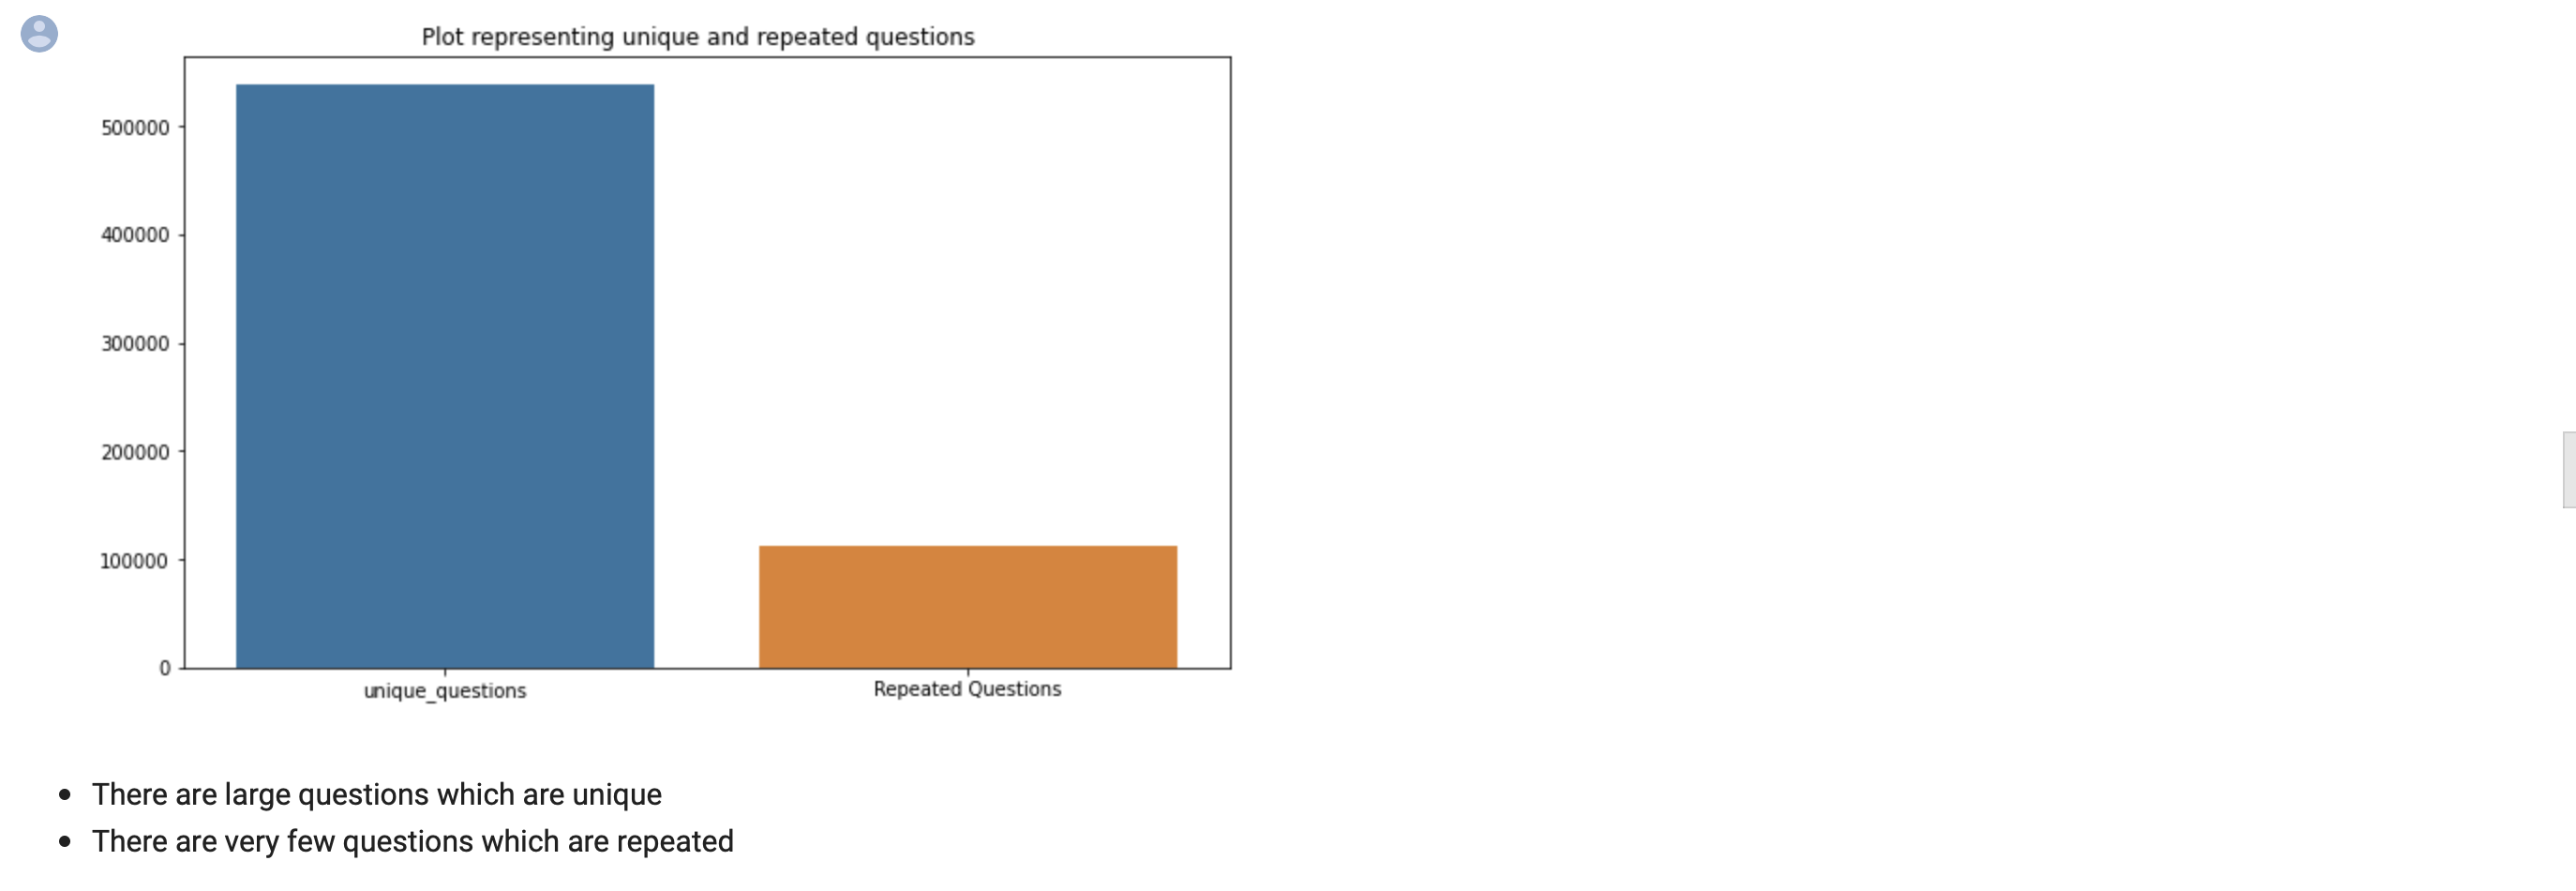 Plot representing unique and repeated questions
500000
400000
300000
200000
100000
0
unique_questions
Repeated Questions
There are large questions which are unique
There are very few questions which are repeated